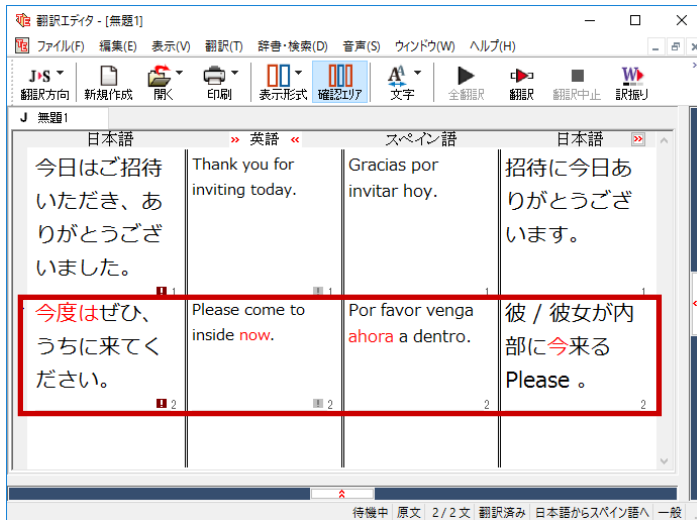 翻訳エディタ - [無題1]
ファイル(F) 編集(E) 表示(V) 翻訳(T) 辞書・検索(D) 音声(S) ウィンドウ(W) ヘルプ(H)
J▸S
翻訳方向 新規作成 開く 印刷 表示形式 確認エリア 文字 全翻訳 翻訳 翻訳中止 訳振り
J 無題1
日本語 » 英語 « スペイン語 日本語 »
今日はご招待
いただき、あ
りがとうござ
いました。
1
Thank you for
inviting today.
1
Gracias por
invitar hoy.
1
招待に今日あ
りがとうござ
います。
1
今度はぜひ、
うちに来てく
ださい。
2
Please come to
inside now.
2
Por favor venga
ahora a dentro.
2
彼 / 彼女が内
部に今来る
Please 。
2
待機中 原文 2/2文 翻訳済み 日本語からスペイン語へ 一般